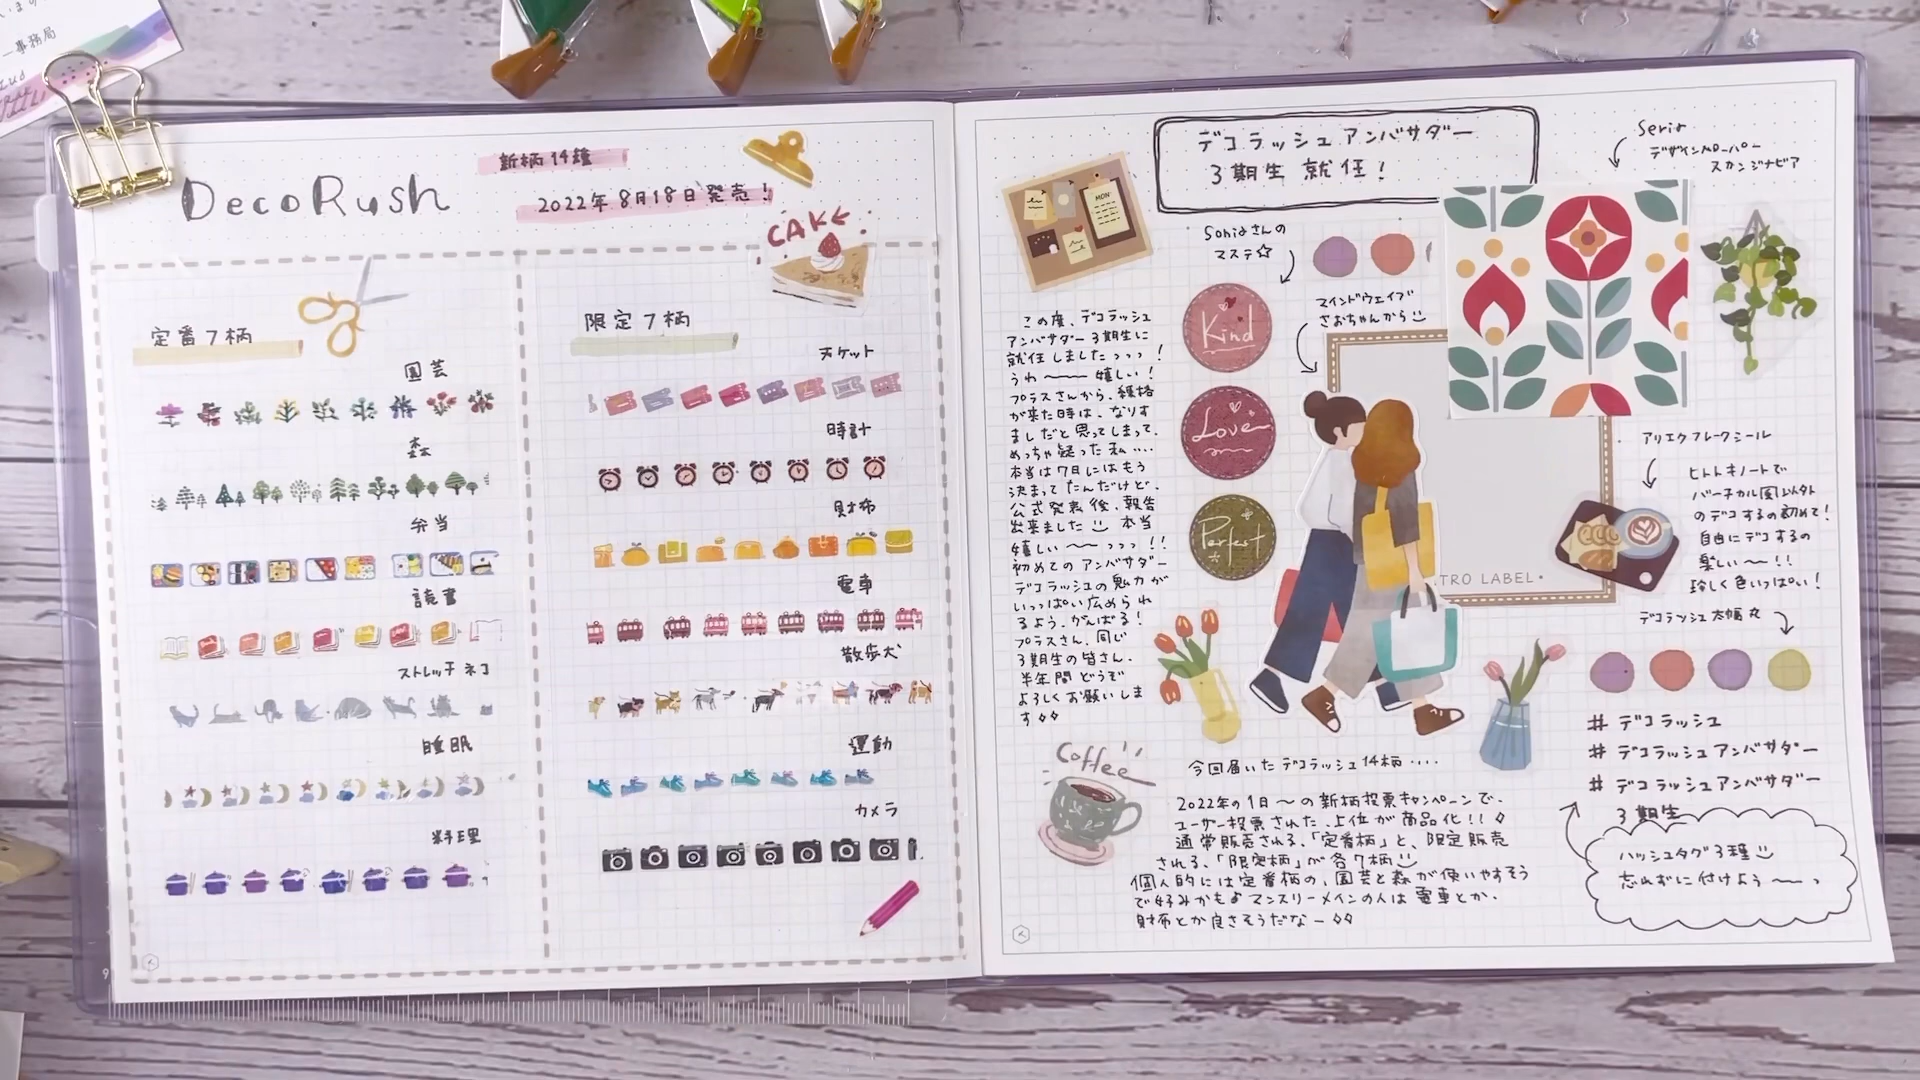 事務局
DecoRush
新柄14種
2022年8月18日発売！
CAKE
定番7柄
園芸
森
弁当
読書
ストレッチネコ
睡眠
料理
限定7柄
チケット
時計
財布
電車
散歩犬
運動
カメラ
デコラッシュアンバサダー
3期生就任！
Seria
デザインペーパー
スカンジナビア
MON
Soniaさんの
マステ☆
マインドウェイブ
さおちゃんから
Kind
Love
Perfect
TRO LABEL
この度、デコラッシュ
アンバサダー3期生に
就任しましたっっっ！
うわ〜〜〜嬉しい！
プラスさんから、
が来た時は、なりす
ましだと思ってしまって、
めっちゃ疑った私….
本当は7日にはもう
決まってたんだけど、
公式発表後、報告
出来ました 本当
嬉しい〜〜っっっ!!
初めてのアンバサダー
デコラッシュの魅力が
いっっぱい広められ
るよう、がんばる！
プラスさん、同じ
3期生の皆さん、
半年間どうぞ
よろしくお願いしま
す◊◊
アリエクフレークシール
ヒトトキノートで
バーチカル面以外
のデコするの初めて！
自由にデコするの
楽しい〜!!
珍しく色いっぱい！
デコラッシュ太幅丸
Coffee
今回届いたデコラッシュ14柄….
2022年の1日〜の新柄投票キャンペーンで、
ユーザー投票された、上位が商品化!!◊
通常販売される、「定番柄」と、限定販売
される、「限定柄」が各7柄
個人的には定番柄の、園芸と森が使いやすそう
で好みかもよ マンスリーメインの人は電車とか、
財布とか良さそうだなー◊◊
# デコラッシュ
# デコラッシュアンバサダー
# デコラッシュアンバサダー
3期生
ハッシュタグ3種
忘れずに付けよう〜〜っ